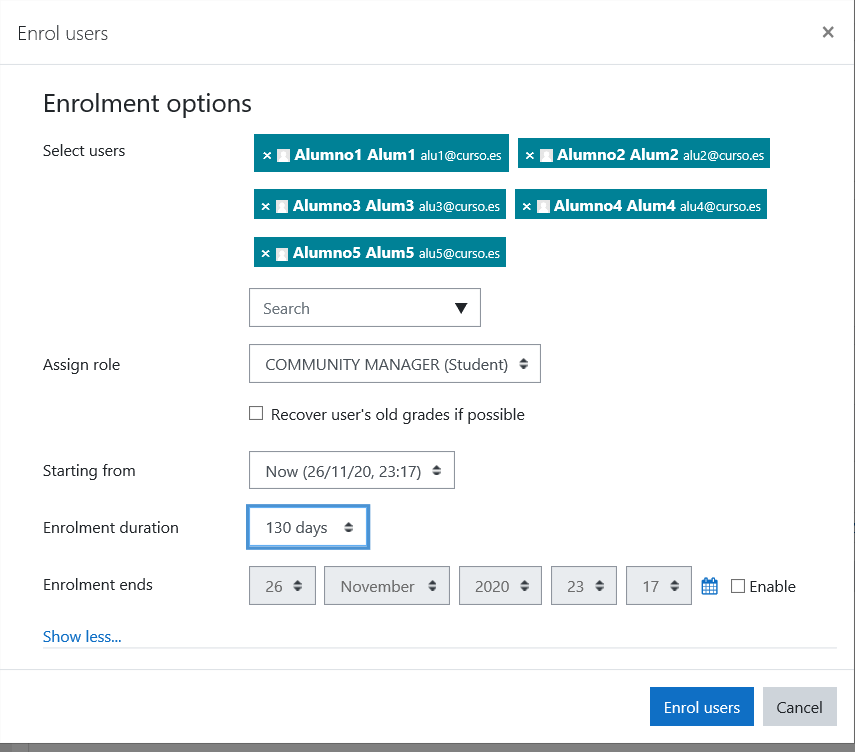 Enrol users ×
Enrolment options
Select users × Alumno1 Alum1 alu1@curso.es × Alumno2 Alum2 alu2@curso.es
× Alumno3 Alum3 alu3@curso.es × Alumno4 Alum4 alu4@curso.es
× Alumno5 Alum5 alu5@curso.es
Search
Assign role COMMUNITY MANAGER (Student)
Recover user's old grades if possible
Starting from Now (26/11/20, 23:17)
Enrolment duration 130 days
Enrolment ends 26 November 2020 23 17 Enable
Show less...
Enrol users Cancel